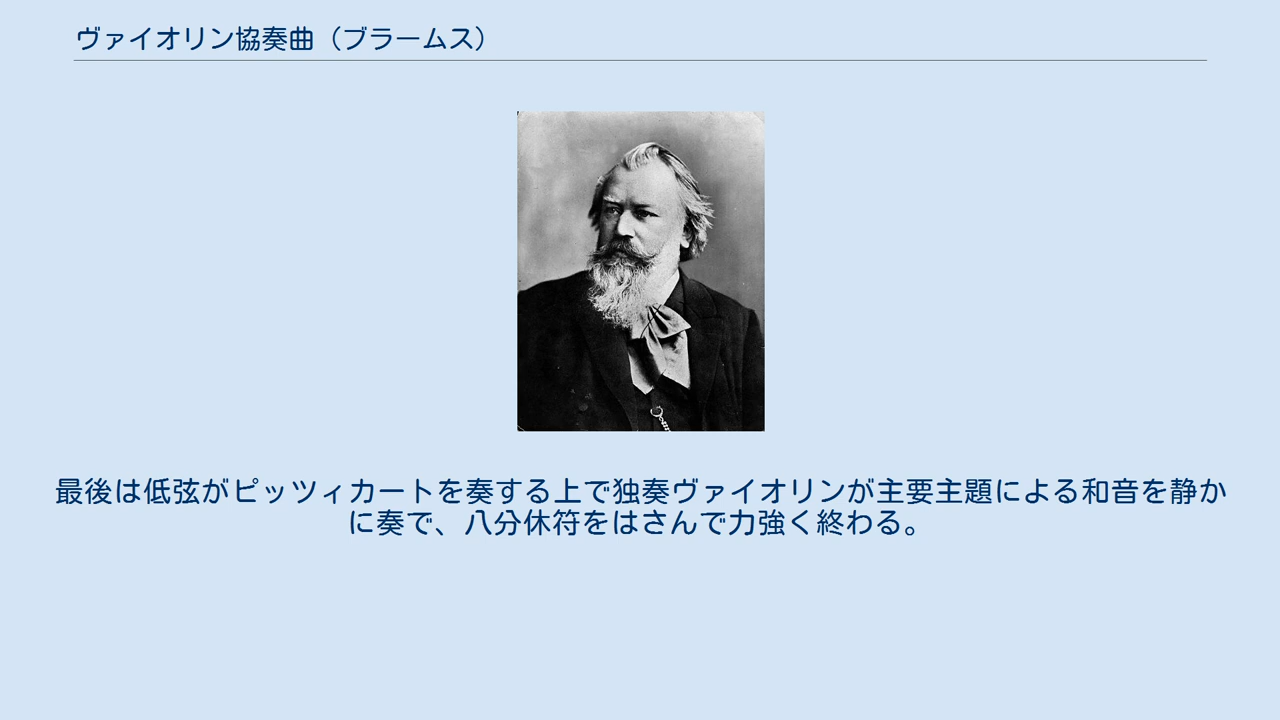 ヴァイオリン協奏曲（ブラームス）
最後は低弦がピッツィカートを奏する上で独奏ヴァイオリンが主要主題による和音を静か
に奏で、八分休符をはさんで力強く終わる。